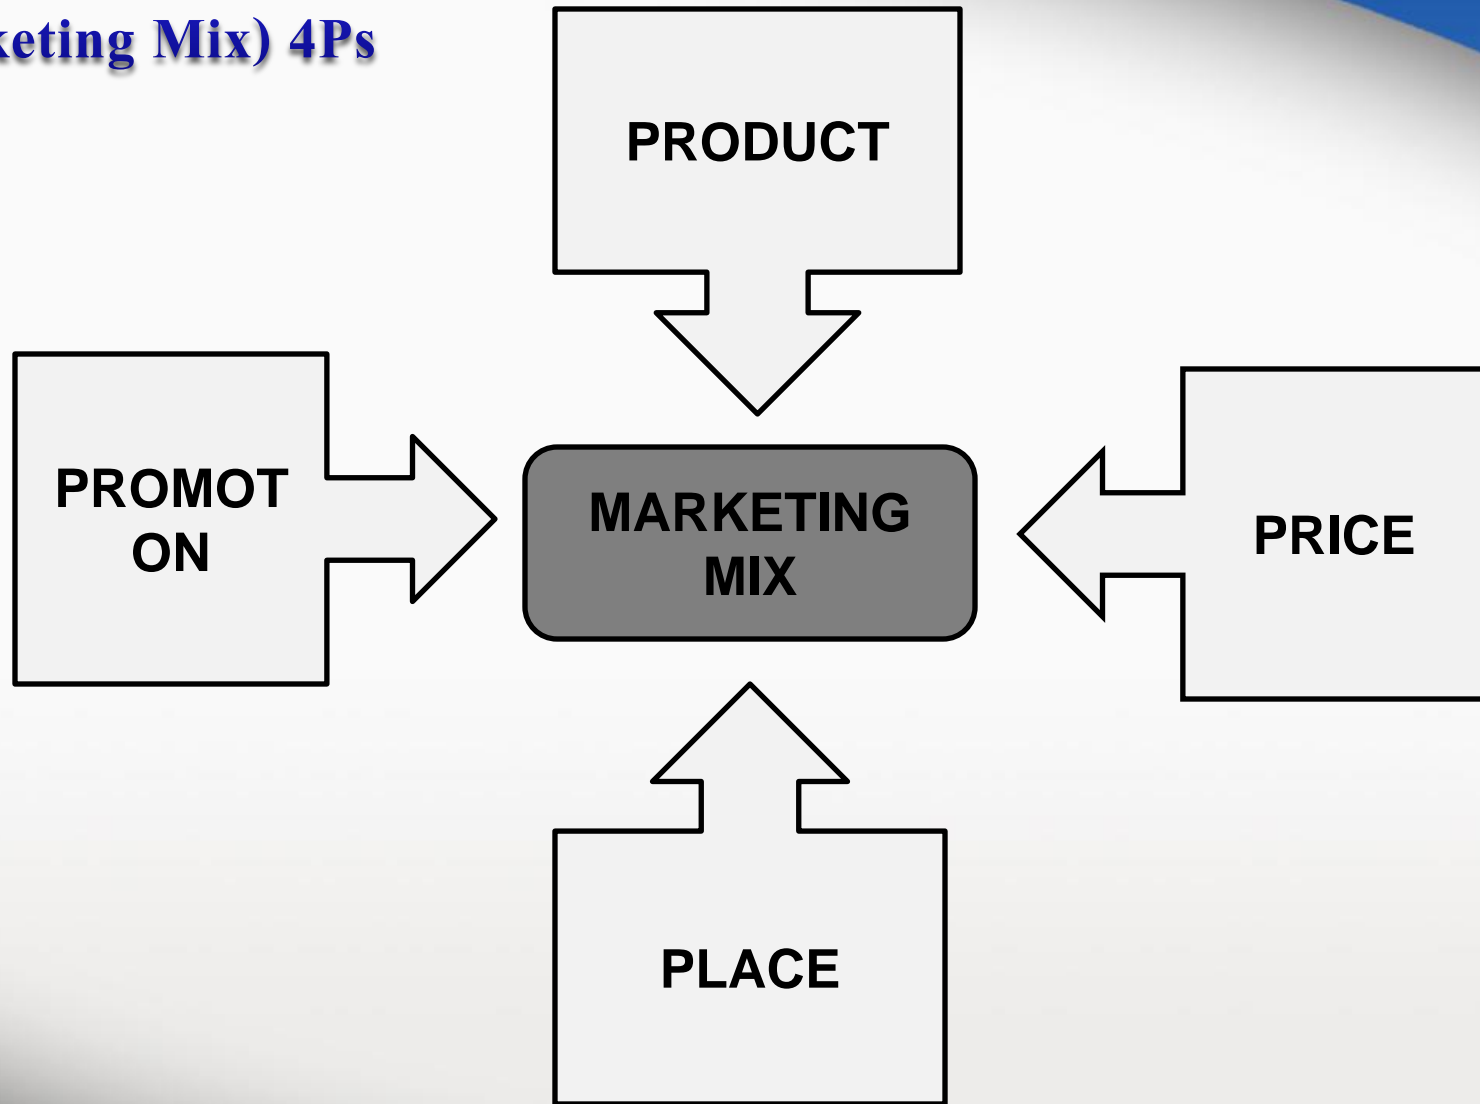 keting Mix) 4Ps
PRODUCT
PROMOT
ON
MARKETING
MIX
PRICE
PLACE